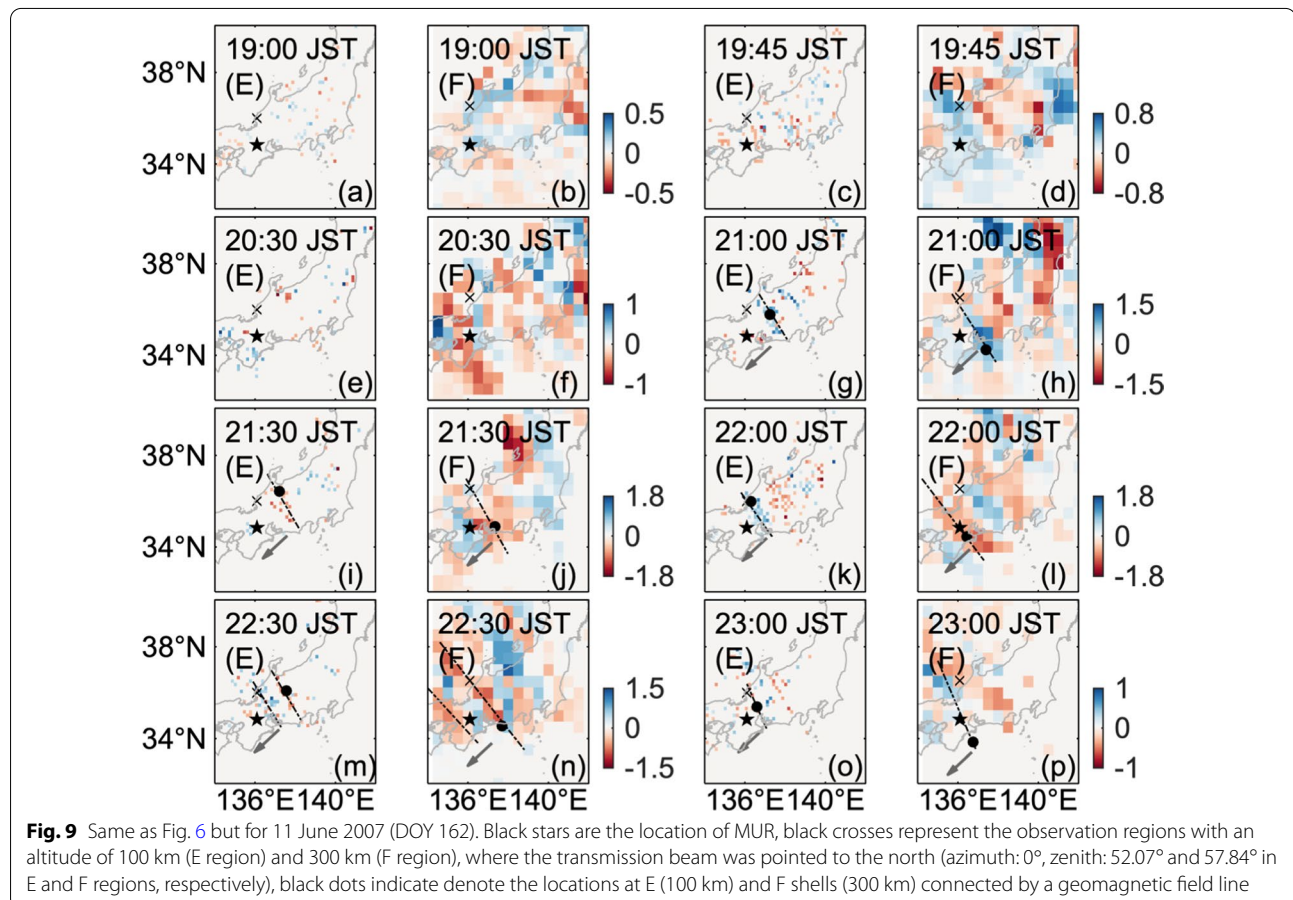 19:00 JST 19:00 JST 19:45 JST 19:45 JST
38°N (E) (F) (E) (F)
0.5 0.8
0 0
34°N -0.5 -0.8
(a) (b) (c) (d)
20:30 JST 20:30 JST 21:00 JST 21:00 JST
38°N (E) (F) (E) (F)
1 1.5
0 0
34°N -1 -1.5
(e) (f) (g) (h)
21:30 JST 21:30 JST 22:00 JST 22:00 JST
38°N (E) (F) (E) (F)
1.8 1.8
0 0
34°N -1.8 -1.8
(i) (j) (k) (l)
22:30 JST 22:30 JST 23:00 JST 23:00 JST
38°N (E) (F) (E) (F)
1.5 1
0 0
34°N -1.5 -1
(m) (n) (o) (p)
136°E 140°E 136°E 140°E 136°E 140°E 136°E 140°E
Fig. 9 Same as Fig. 6 but for 11 June 2007 (DOY 162). Black stars are the location of MUR, black crosses represent the observation regions with an
altitude of 100 km (E region) and 300 km (F region), where the transmission beam was pointed to the north (azimuth: 0°, zenith: 52.07° and 57.84° in
E and F regions, respectively), black dots indicate denote the locations at E (100 km) and F shells (300 km) connected by a geomagnetic field line